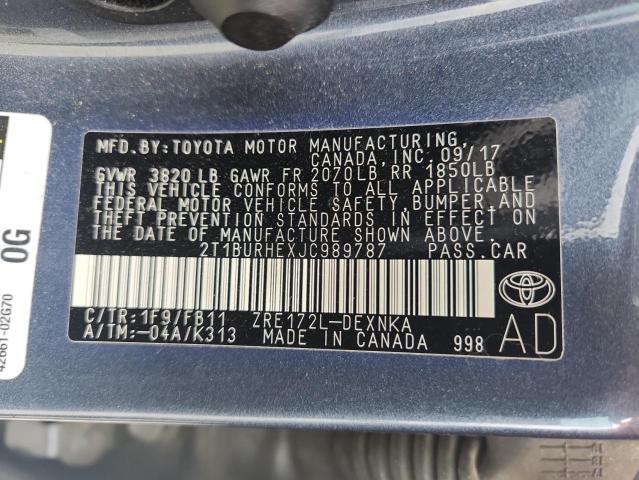 MFD. BY: TOYOTA MOTOR MANUFACTURING,
CANADA, INC. 09/17
GVWR 3820 LB GAWR FR 2070LB RR 1850LB
THIS VEHICLE CONFORMS TO ALL APPLICABLE
FEDERAL MOTOR VEHICLE SAFETY, BUMPER, AND
THEFT PREVENTION STANDARDS IN EFFECT ON
THE DATE OF MANUFACTURE SHOWN ABOVE.
2T1BURHEXJC989787 PASS. CAR
C/TR: 1F9/FB11 ZRE172L-DEXNKA
A/TM: -04A/K313 MADE IN CANADA 998
AD
0G
42661-02G70